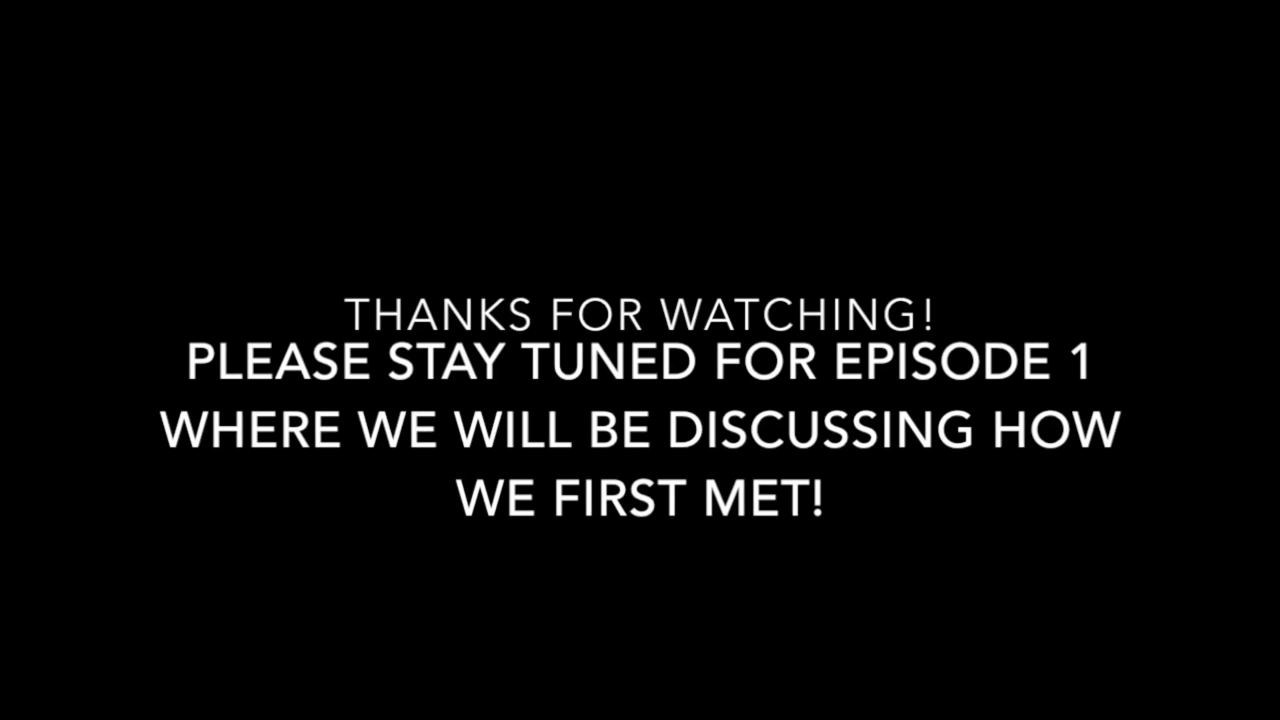 THANKS FOR WATCHING!
PLEASE STAY TUNED FOR EPISODE 1
WHERE WE WILL BE DISCUSSING HOW
WE FIRST MET!